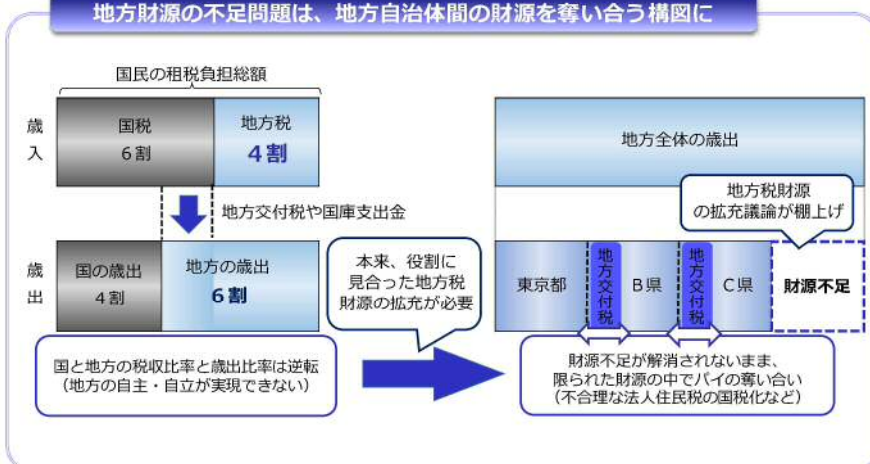 地方財源の不足問題は、地方自治体間の財源を奪い合う構図に
国民の租税負担総額
歳入
国税
6割
地方税
4割
地方交付税や国庫支出金
歳出
国の歳出
4割
地方の歳出
6割
国と地方の税収比率と歳出比率は逆転
(地方の自主・自立が実現できない)
本来、役割に
見合った地方税
財源の拡充が必要
地方全体の歳出
地方税財源
の拡充議論が棚上げ
東京都
地方交付税
B県
地方交付税
C県
財源不足
財源不足が解消されないまま、
限られた財源の中でパイの奪い合い
(不合理な法人住民税の国税化など)